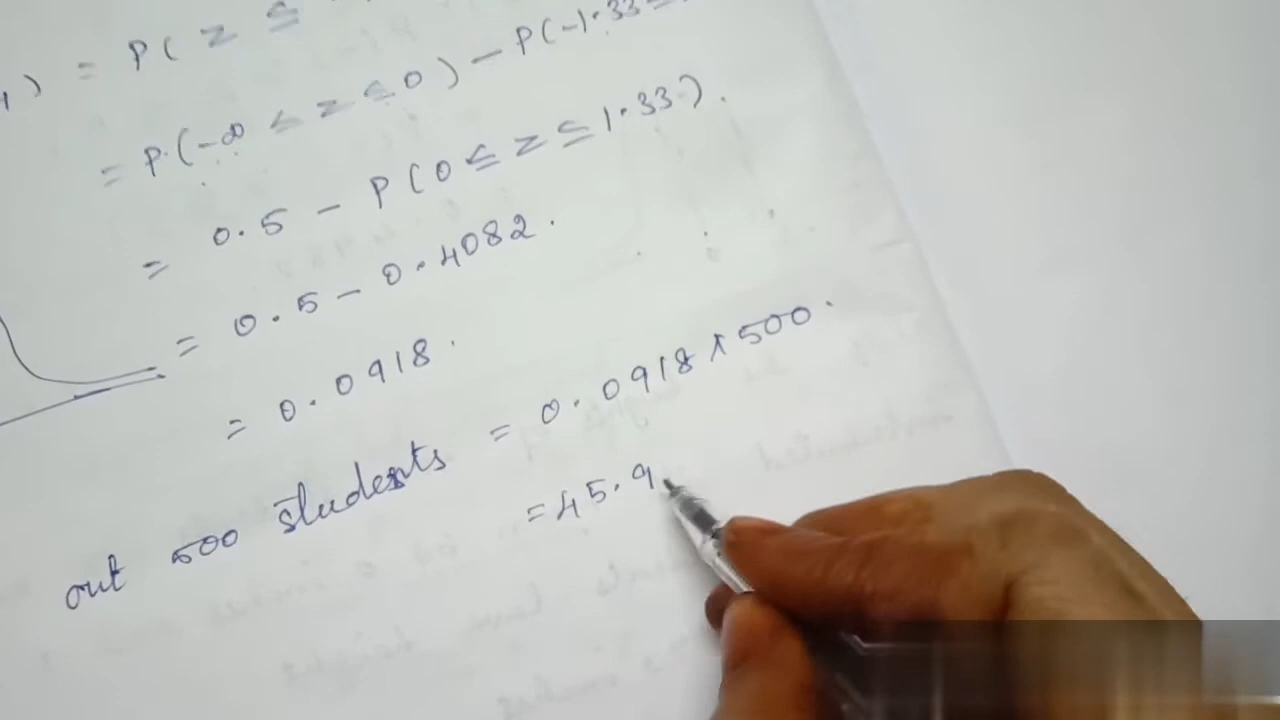 ) = P( Z ≤
= P(-∞ ≤ Z ≤ 0) - P(-1.33 ≤
= 0.5 - P(0 ≤ Z ≤ 1.33).
= 0.5 - 0.4082.
= 0.0918.
out 500 students = 0.0918 x 500.
= 45.9